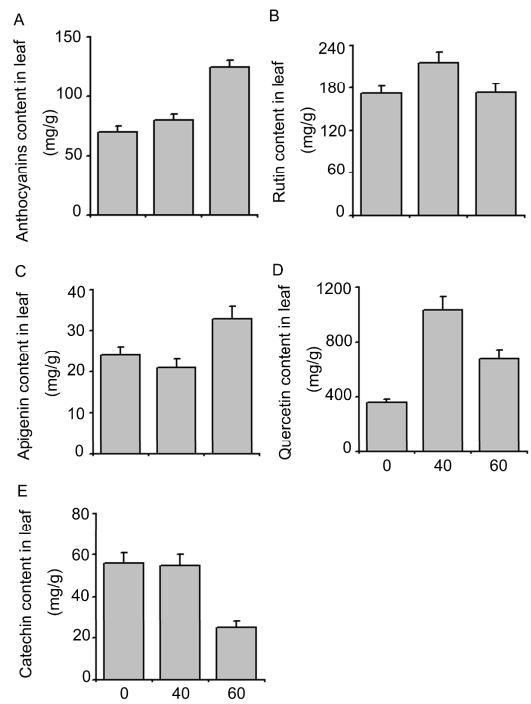 A
Anthocyanins content in leaf
(mg/g)
150
100
50
0
B
Rutin content in leaf
(mg/g)
240
180
120
60
0
C
Apigenin content in leaf
(mg/g)
40
30
20
10
0
D
Quercetin content in leaf
(mg/g)
1200
800
400
0
0 40 60
E
Catechin content in leaf
(mg/g)
80
60
40
20
0
0 40 60